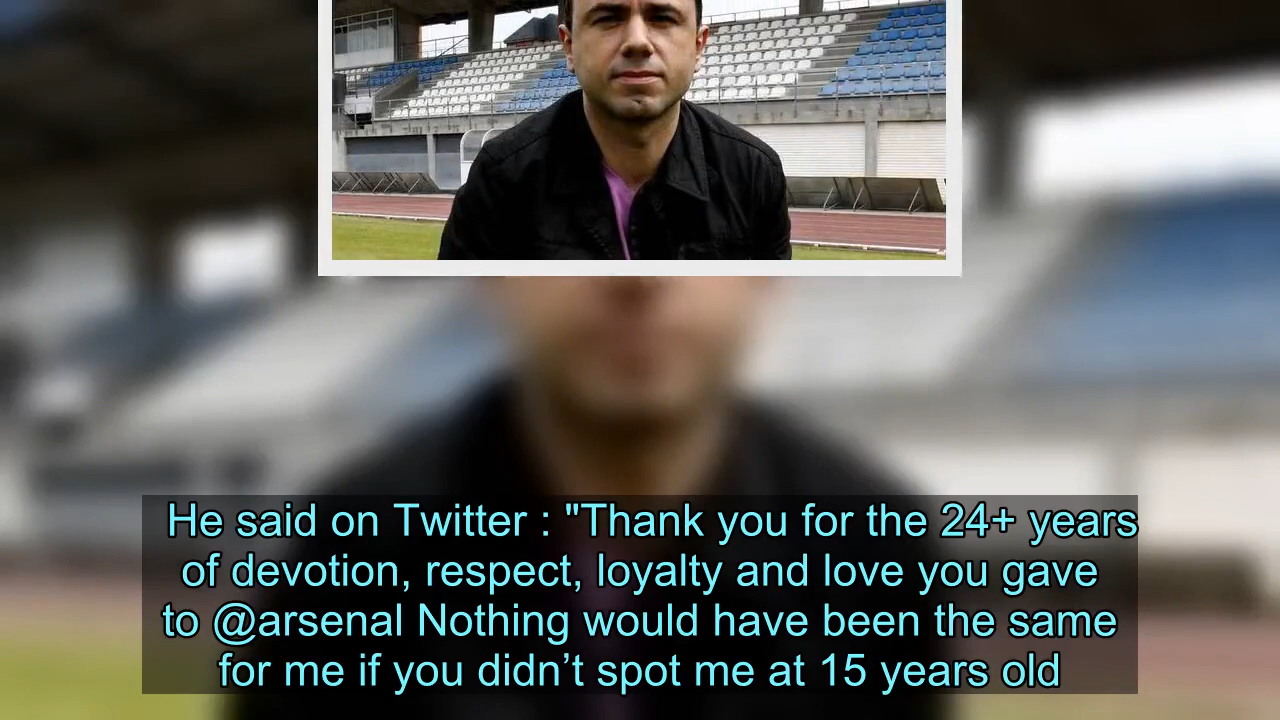 He said on Twitter : "Thank you for the 24+ years
of devotion, respect, loyalty and love you gave
to @arsenal Nothing would have been the same
for me if you didn’t spot me at 15 years old